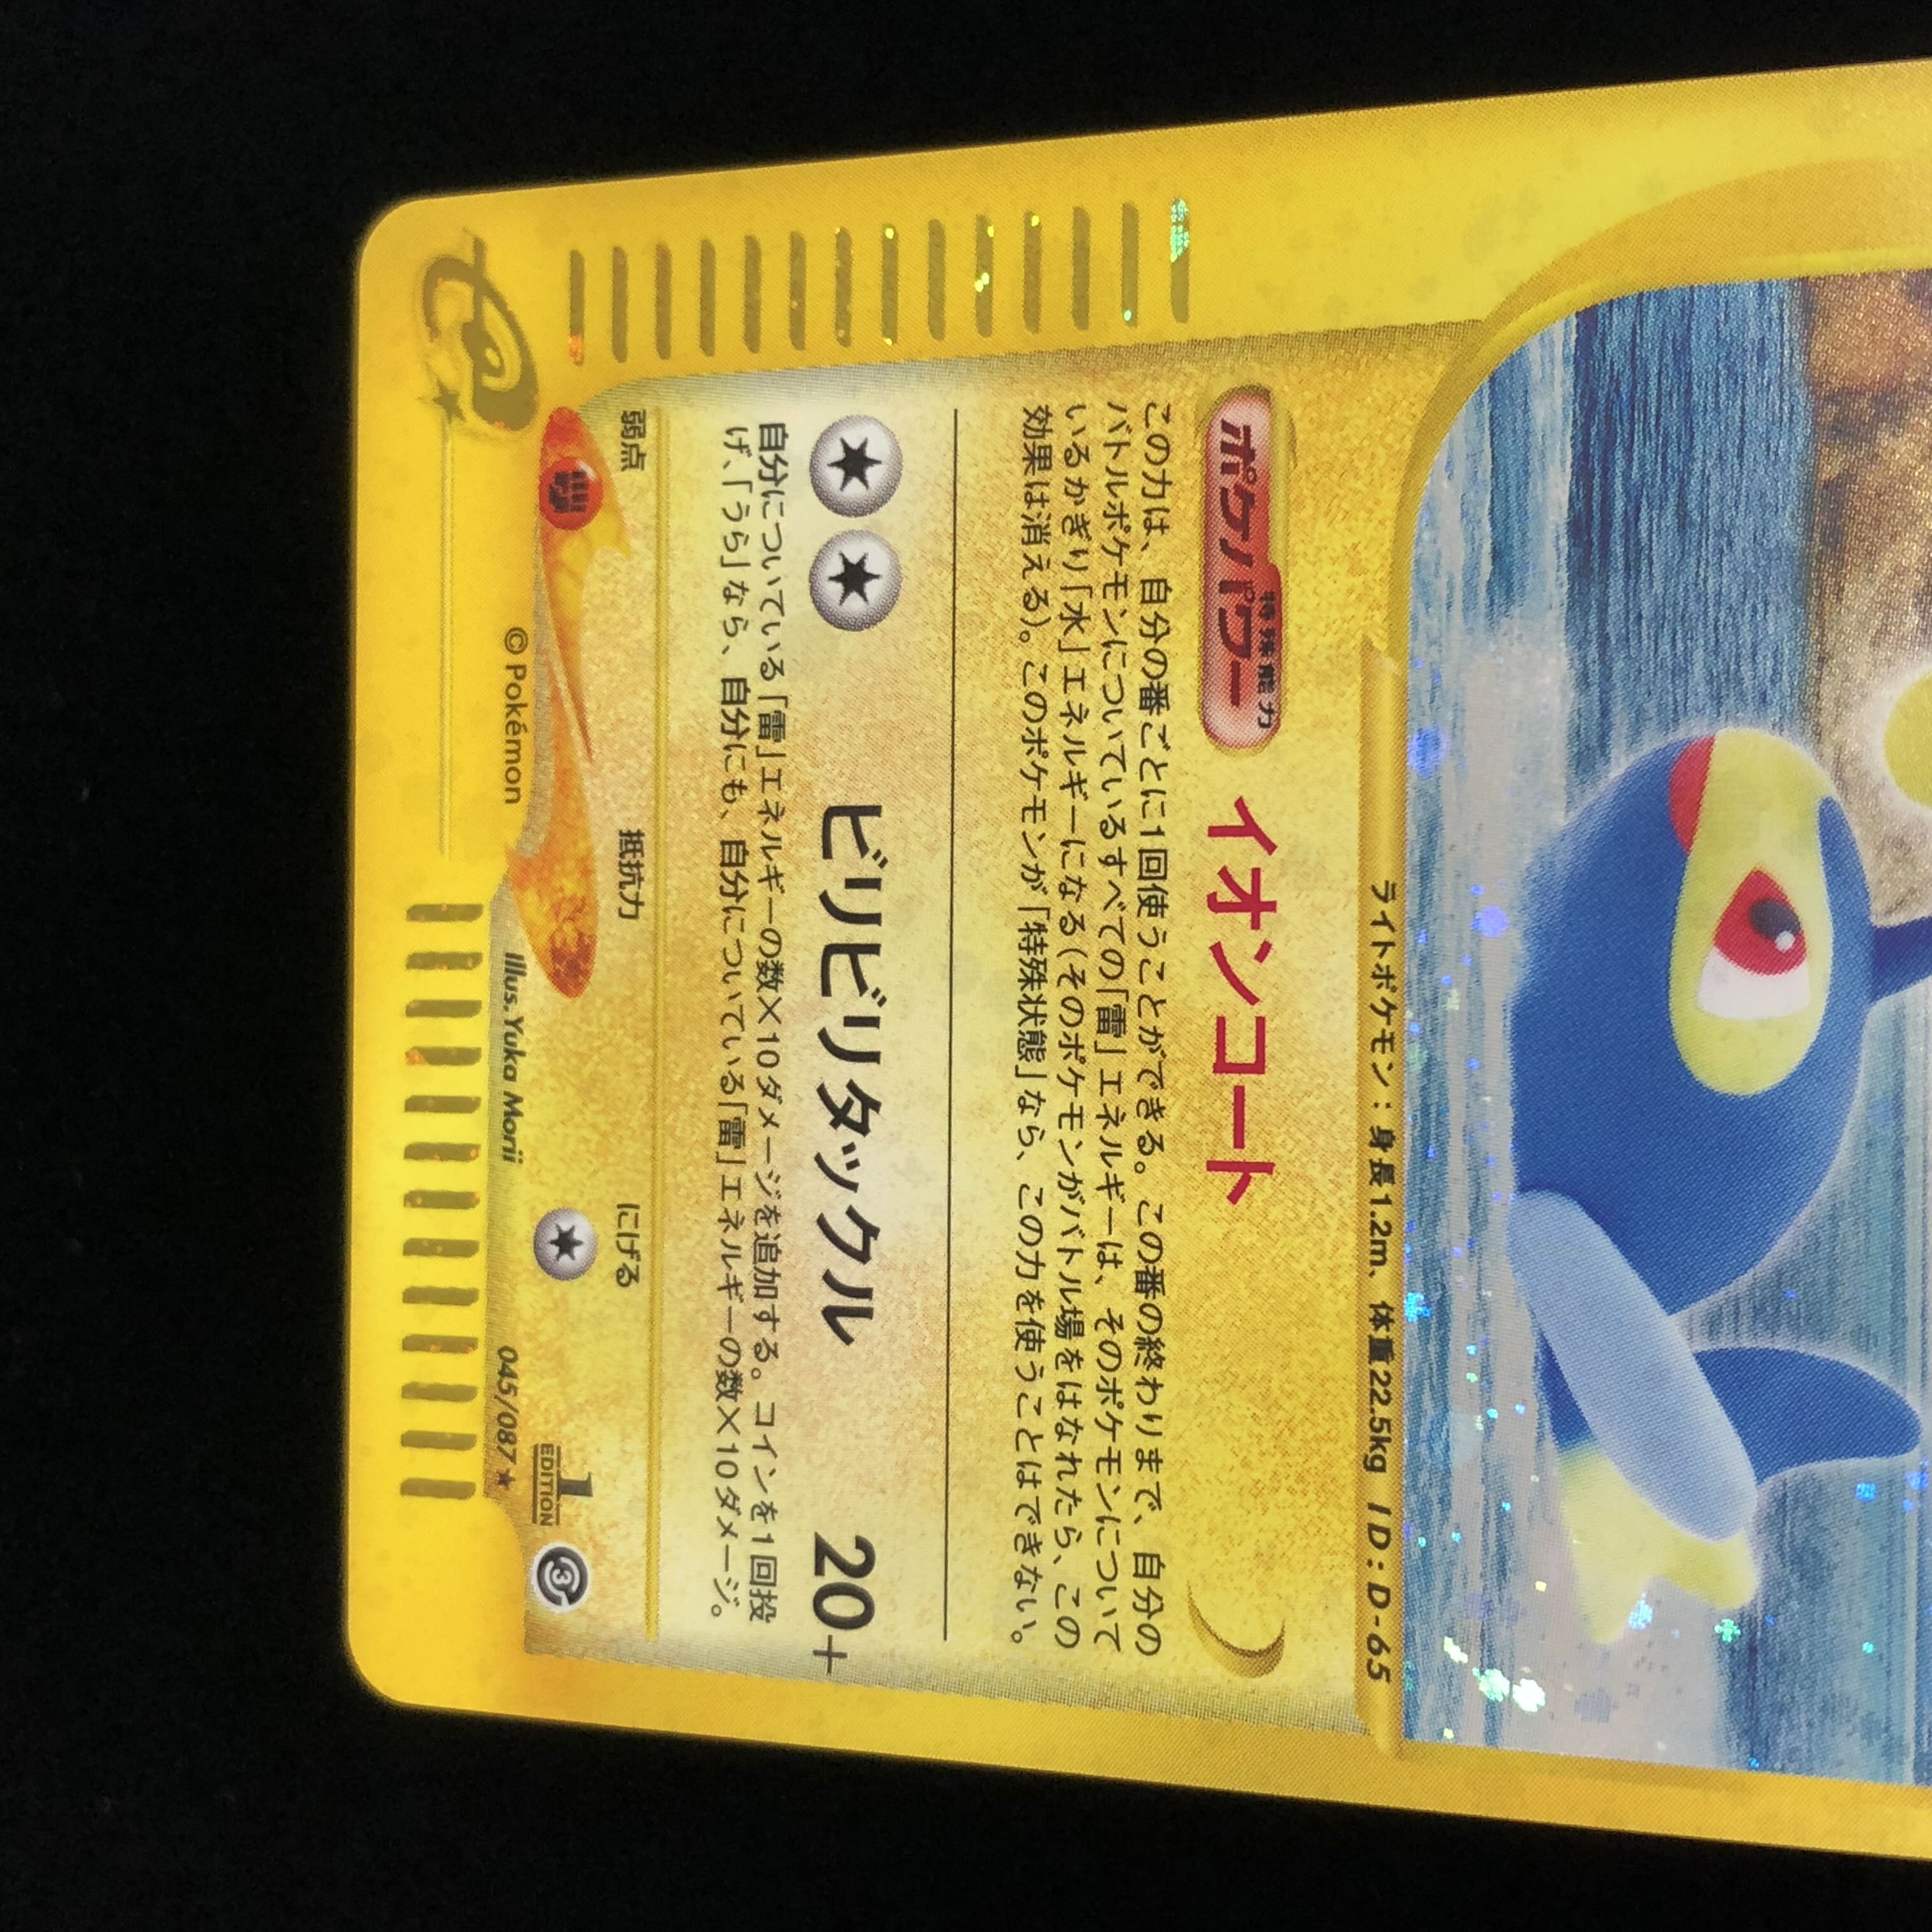 ライトポケモン：身長1.2m、体重22.5kg ID：D-65
特殊能力
ポケパワー
イオンコート
この力は、自分の番ごとに1回使うことができる。この番の終わりまで、自分の
バトルポケモンについているすべての「雷」エネルギーは、そのポケモンについて
いるかぎり「水」エネルギーになる(そのポケモンがバトル場をはなれたら、この
効果は消える)。このポケモンが「特殊状態」なら、この力を使うことはできない。
ビリビリタックル 20+
自分についている「雷」エネルギーの数×10ダメージを追加する。コインを1回投
げ、「うら」なら、自分にも、自分についている「雷」エネルギーの数×10ダメージ。
弱点 抵抗力 にげる
1
EDITION
© Pokémon Illus. Yuka Morii 045/087★